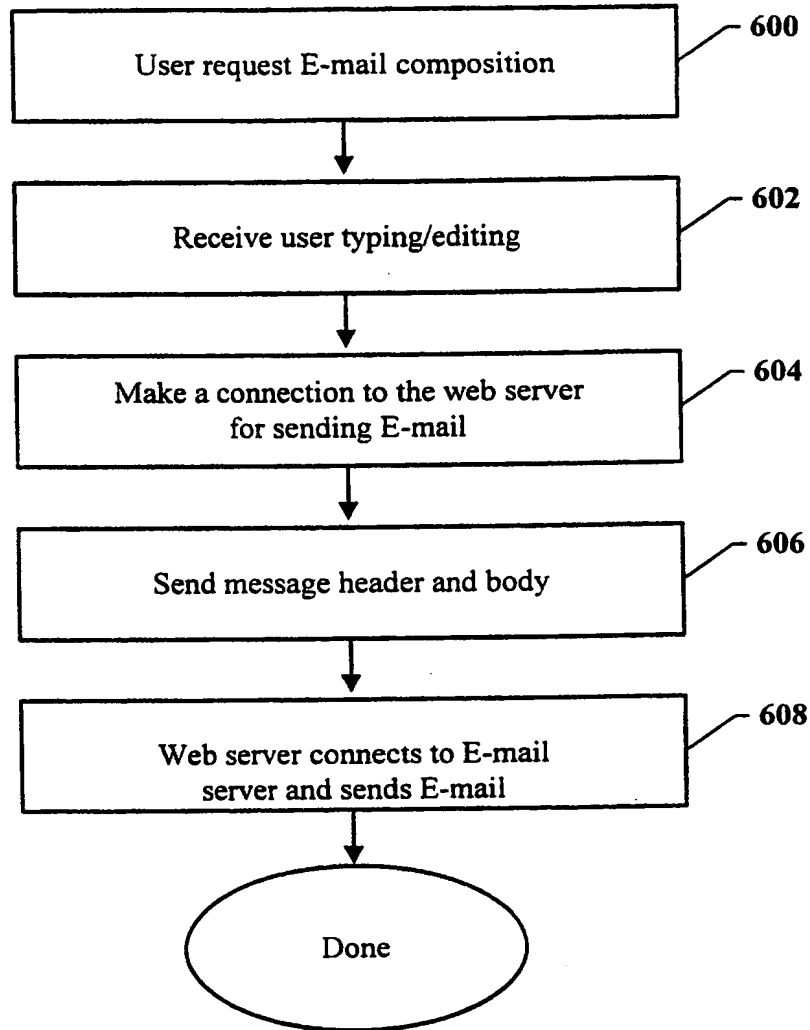 600
User request E-mail composition
602
Receive user typing/editing
604
Make a connection to the web server
for sending E-mail
606
Send message header and body
608
Web server connects to E-mail
server and sends E-mail
Done